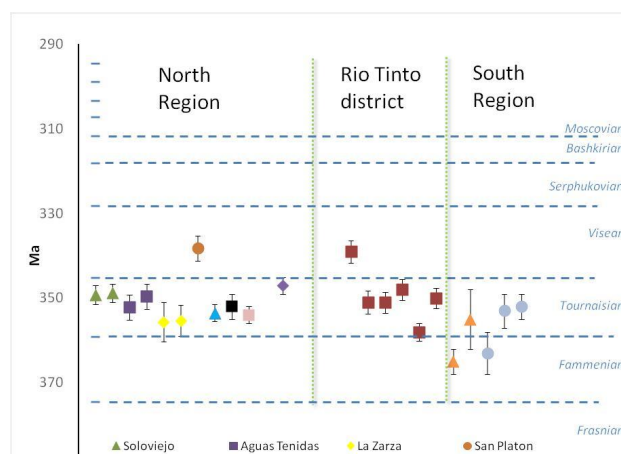 290
North
Region
Rio Tinto
district
South
Region
310
Moscovian
Bashkirian
Serphukovian
330
Visean
Ma
350
Tournaisian
Fammenian
370
Frasnian
Soloviejo
Aguas Tenidas
La Zarza
San Platon